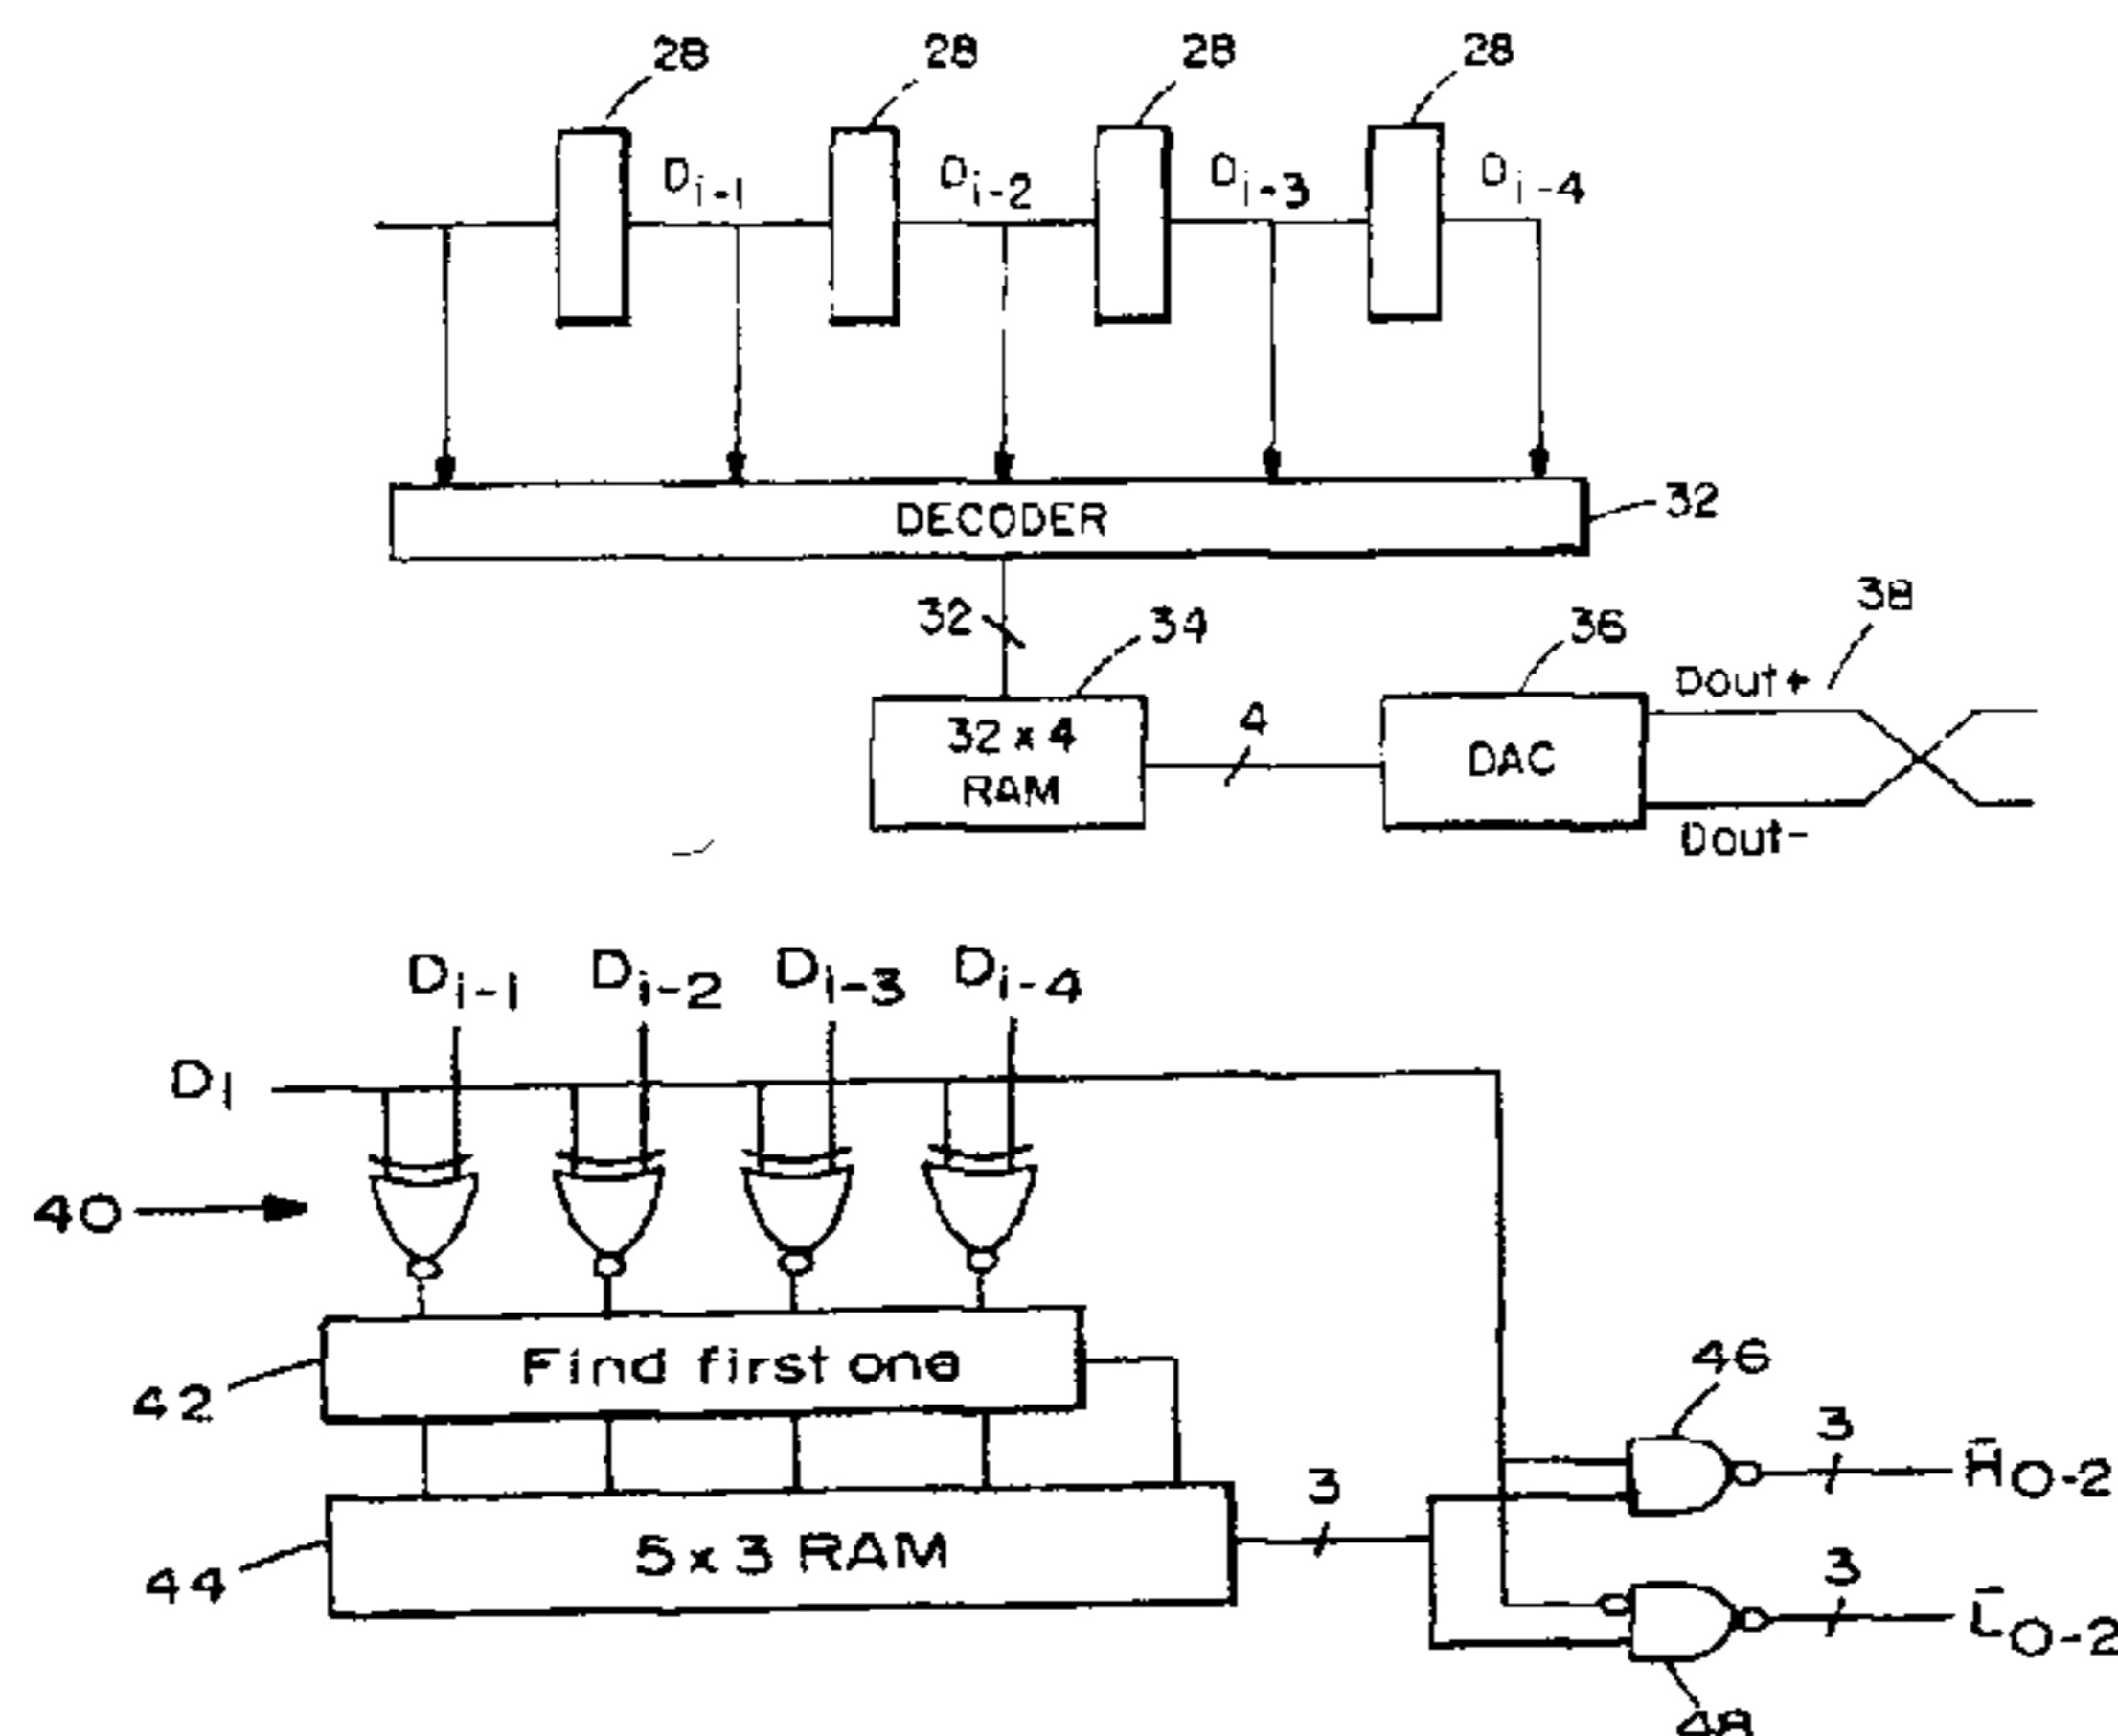 28 28 28 28
Di-1 Di-2 Di-3 Di-4
DECODER
32
32
34
36
38
32 x 4
RAM
4
DAC
Dout+
Dout-
Di-1 Di-2 Di-3 Di-4
Di
40
42
Find first one
44
5 x 3 RAM
3
46
3
H̄0-2
3
L̄0-2
48